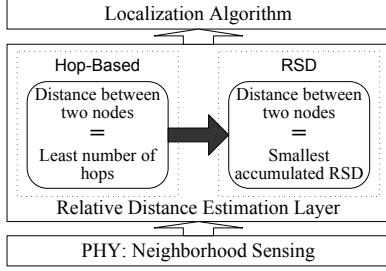 Localization Algorithm
Hop-Based
Distance between
two nodes
=
Least number of
hops
RSD
Distance between
two nodes
=
Smallest
accumulated RSD
Relative Distance Estimation Layer
PHY: Neighborhood Sensing